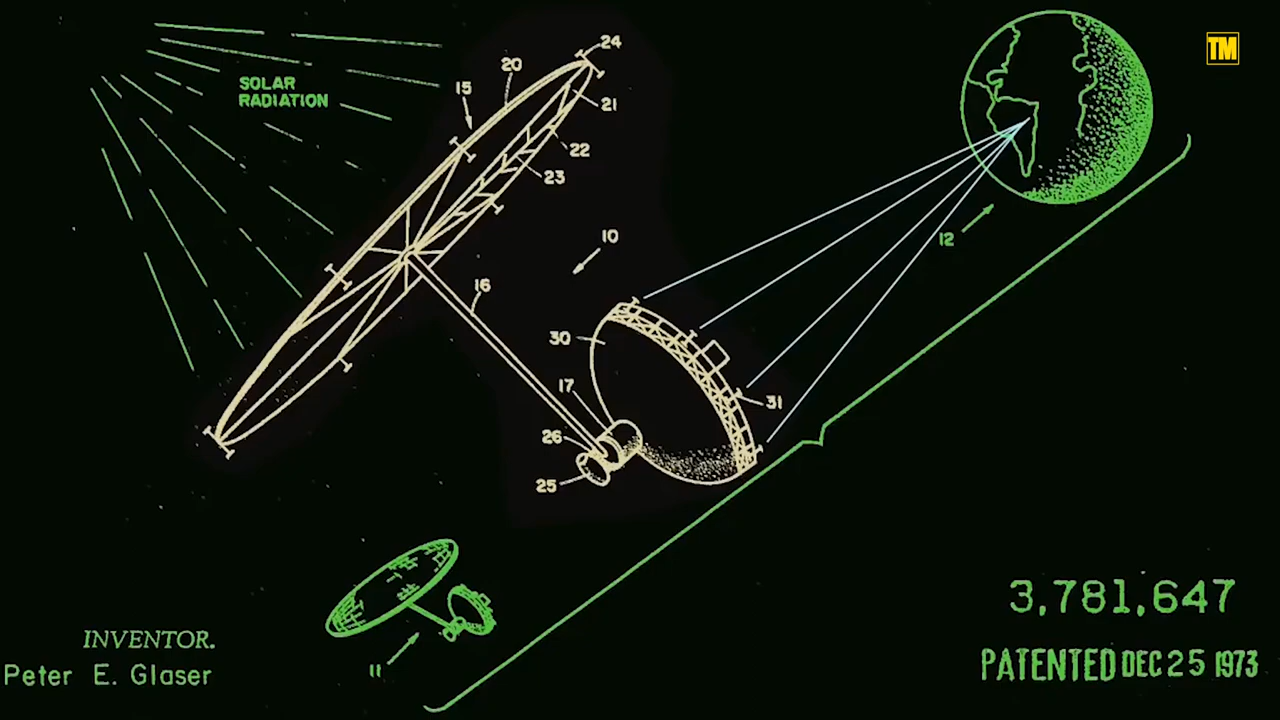 TM
SOLAR
RADIATION
24
20
15
21
22
23
10
12
16
30
17
31
26
25
11
3,781,647
INVENTOR.
Peter E. Glaser
PATENTED DEC 25 1973